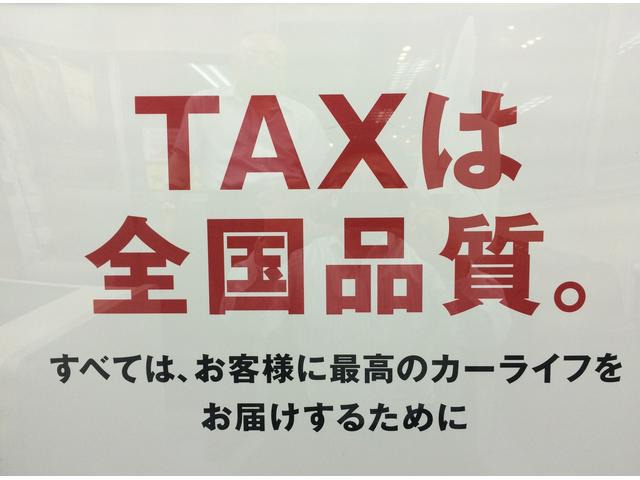 TAXは
全国品質。
すべては、お客様に最高のカーライフを
お届けするために